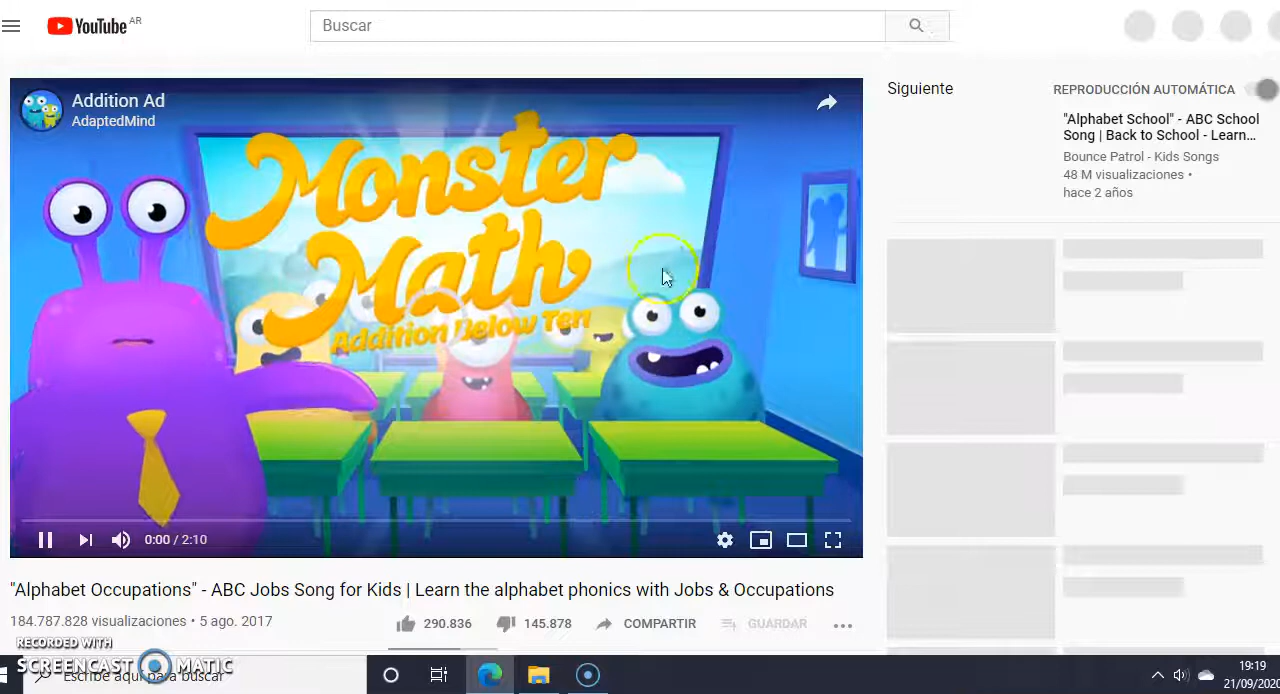 YouTube AR
Buscar
Addition Ad
AdaptedMind
Monster
Math
Addition Below Ten
0:00 / 2:10
Siguiente
REPRODUCCIÓN AUTOMÁTICA
"Alphabet School" - ABC School
Song | Back to School - Learn...
Bounce Patrol - Kids Songs
48 M visualizaciones •
hace 2 años
"Alphabet Occupations" - ABC Jobs Song for Kids | Learn the alphabet phonics with Jobs & Occupations
184.787.828 visualizaciones • 5 ago. 2017
290.836
145.878
COMPARTIR
GUARDAR
RECORDED WITH
SCREENCAST MATIC
Escribe aquí para buscar
19:19
21/09/2020